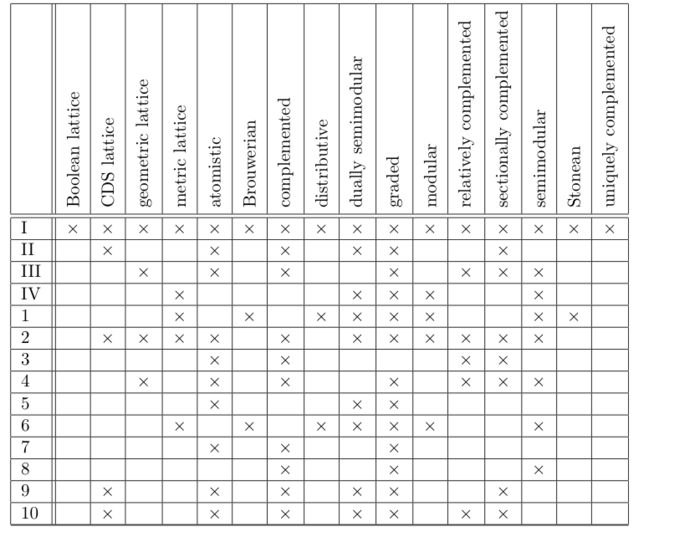 Boolean lattice
CDS lattice
geometric lattice
metric lattice
atomistic
Brouwerian
complemented
distributive
dually semimodular
graded
modular
relatively complemented
sectionally complemented
semimodular
Stonean
uniquely complemented
I × × × × × × × × × × × × × × × ×
II × × × × × ×
III × × × × × × ×
IV × × × × ×
1 × × × × × × × ×
2 × × × × × × × × × × ×
3 × × × ×
4 × × × × × × ×
5 × × ×
6 × × × × × × ×
7 × × ×
8 × × ×
9 × × × × × ×
10 × × × × × × ×